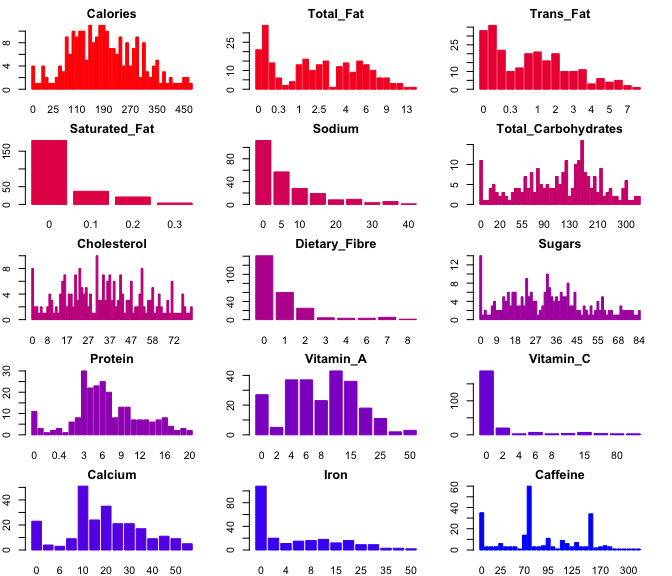 Calories Total_Fat Trans_Fat
0 4 8
0 10 25
0 10 25
0 25 110 190 270 350 450
0 0.3 1 2.5 4 6 9 13
0 0.3 1 2 3 4 5 7
Saturated_Fat Sodium Total_Carbohydrates
0 50 150
0 40 80
0 5 10
0 0.1 0.2 0.3
0 5 10 20 30 40
0 20 55 90 130 210 300
Cholesterol Dietary_Fibre Sugars
0 4 8
0 40 100
0 4 8 12
0 8 17 27 37 47 58 72
0 1 2 3 4 6 7 8
0 9 18 27 36 45 56 68 84
Protein Vitamin_A Vitamin_C
0 10 20 30
0 20 40
0 100
0 0.4 3 6 9 12 16 20
0 2 4 6 8 15 25 50
0 2 4 6 8 15 80
Calcium Iron Caffeine
0 20 40
0 40 80
0 20 40 60
0 6 10 20 30 40 50
0 4 8 15 25 35 50
0 25 70 95 110 170 300